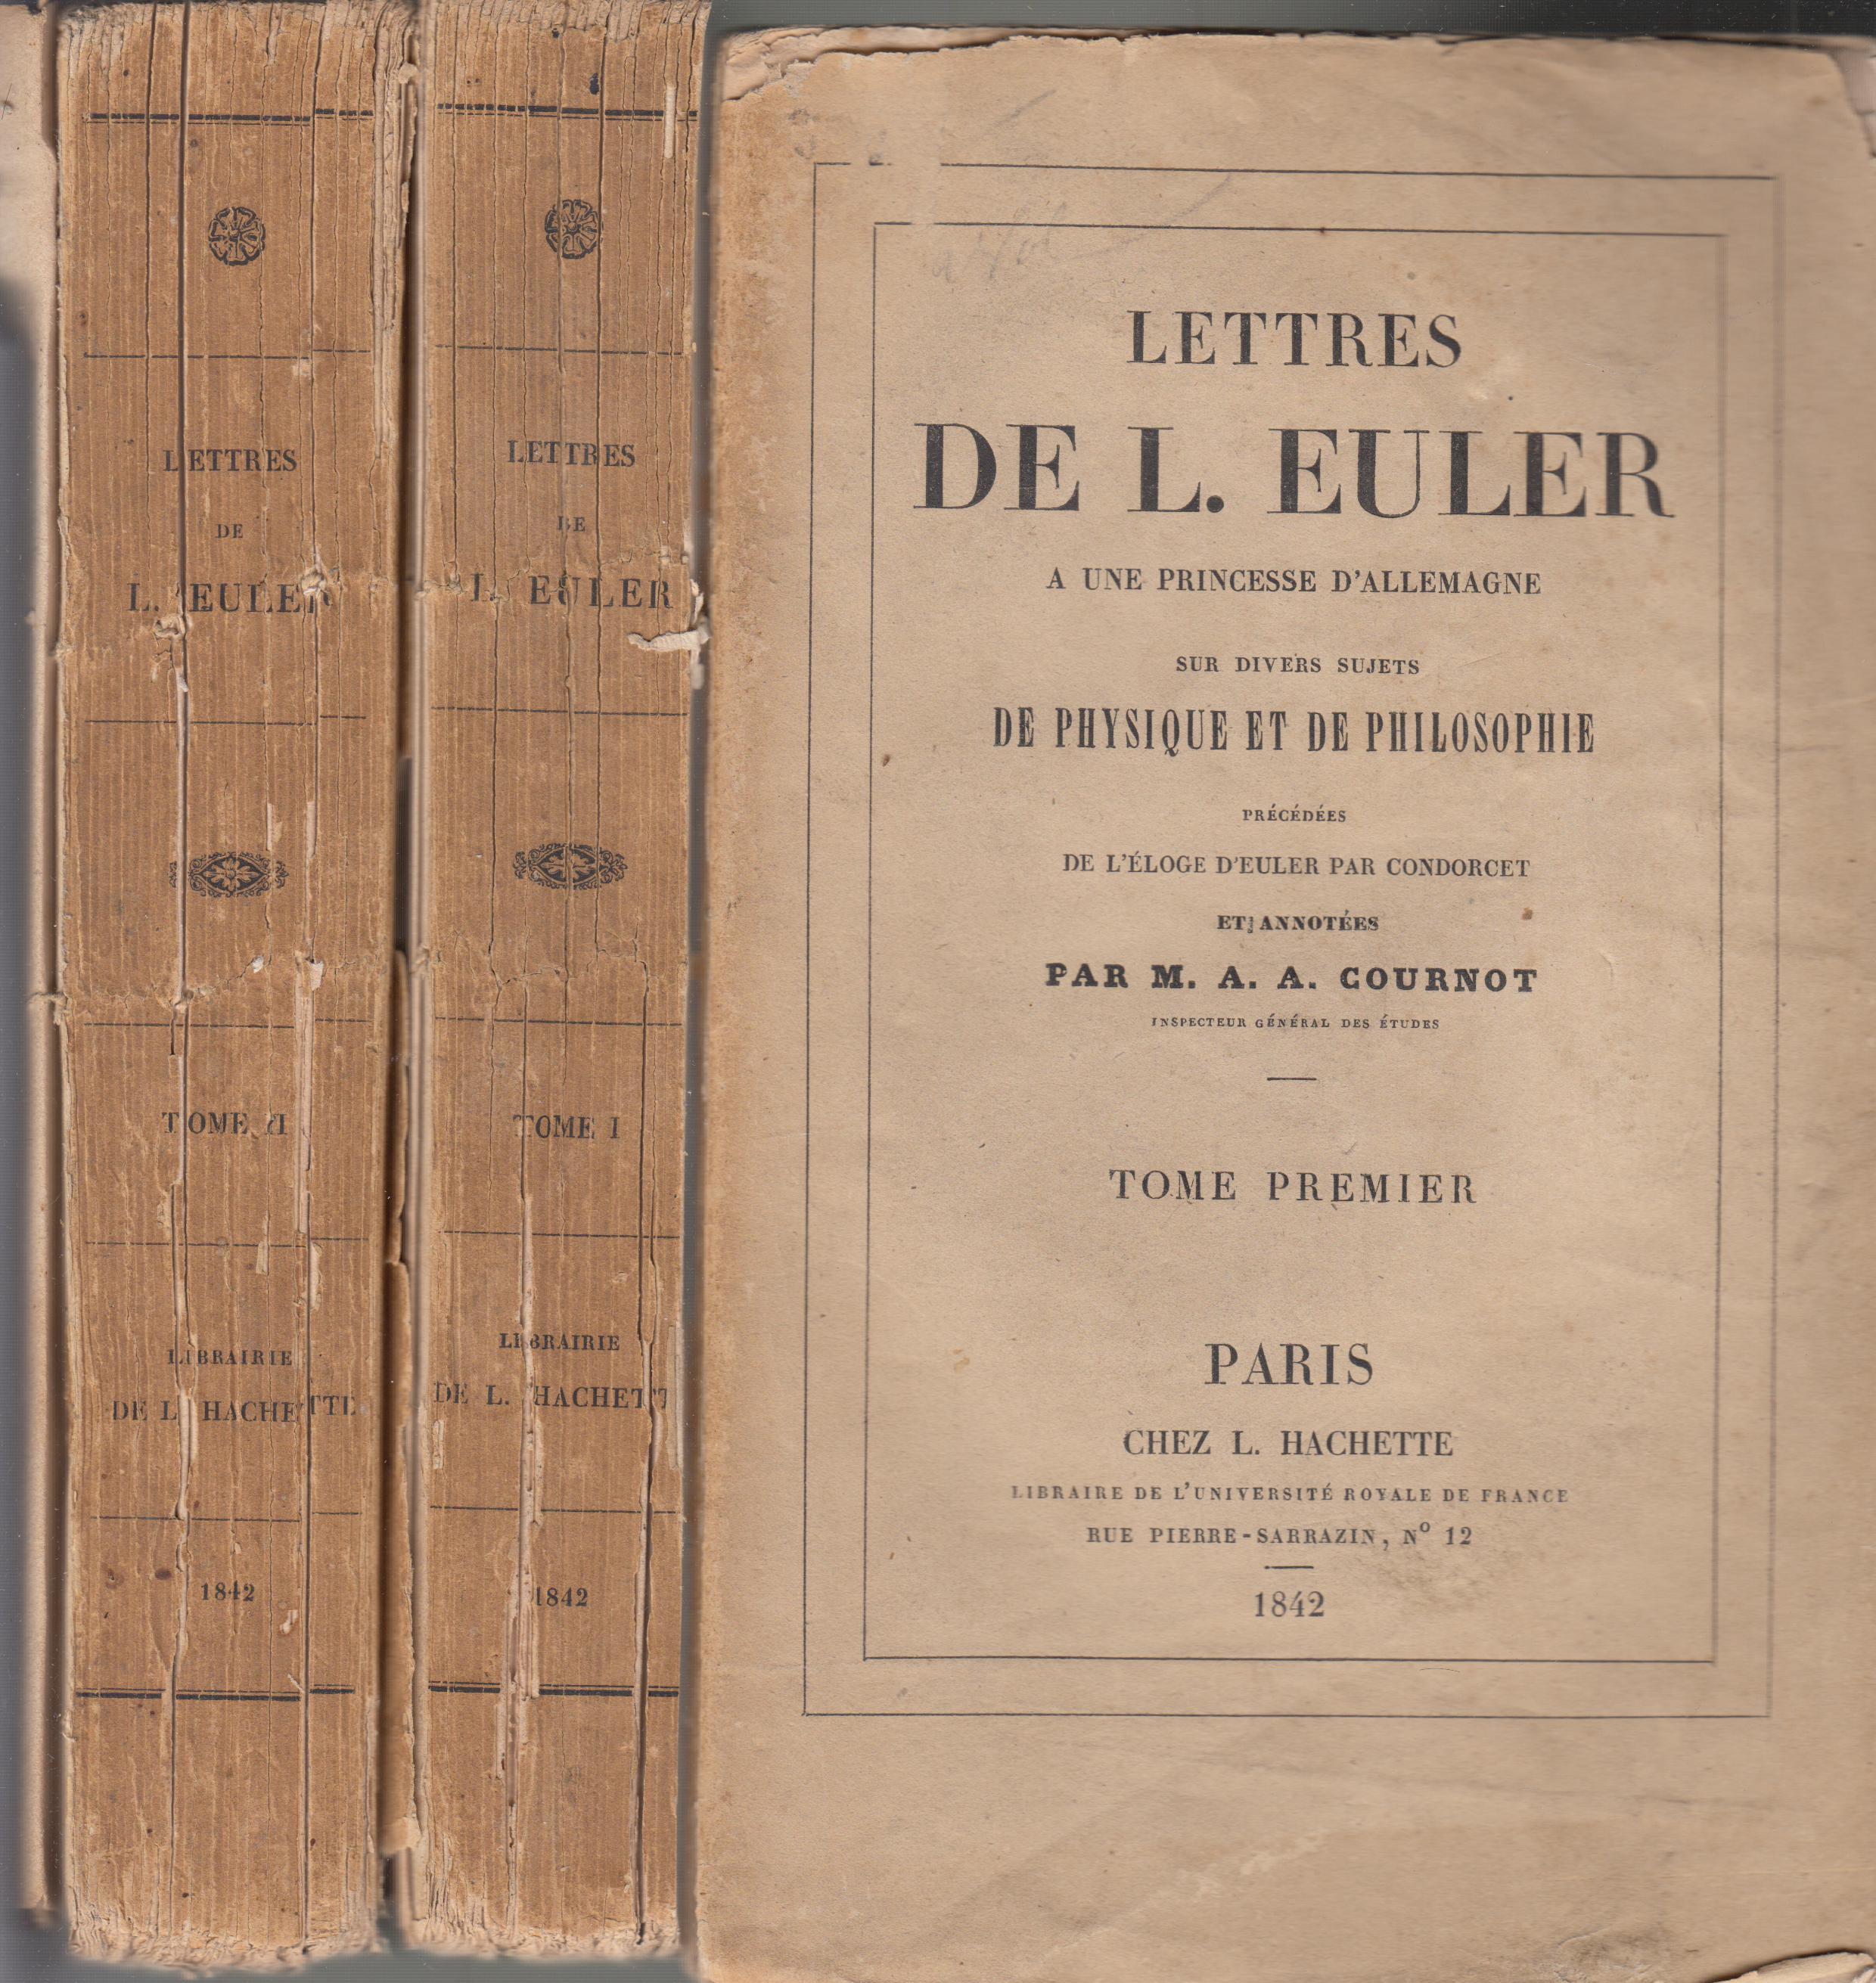 LETTRES
DE
L. EULER
TOME II
LIBRAIRIE
DE L. HACHETTE
1842
LETTRES
DE
L. EULER
TOME I
LIBRAIRIE
DE L. HACHETT
1842
LETTRES
DE L. EULER
A UNE PRINCESSE D'ALLEMAGNE
SUR DIVERS SUJETS
DE PHYSIQUE ET DE PHILOSOPHIE
PRÉCÉDÉES
DE L'ÉLOGE D'EULER PAR CONDORCET
ET ANNOTÉES
PAR M. A. A. COURNOT
INSPECTEUR GÉNÉRAL DES ÉTUDES
TOME PREMIER
PARIS
CHEZ L. HACHETTE
LIBRAIRE DE L'UNIVERSITÉ ROYALE DE FRANCE
RUE PIERRE-SARRAZIN, Nº 12
1842